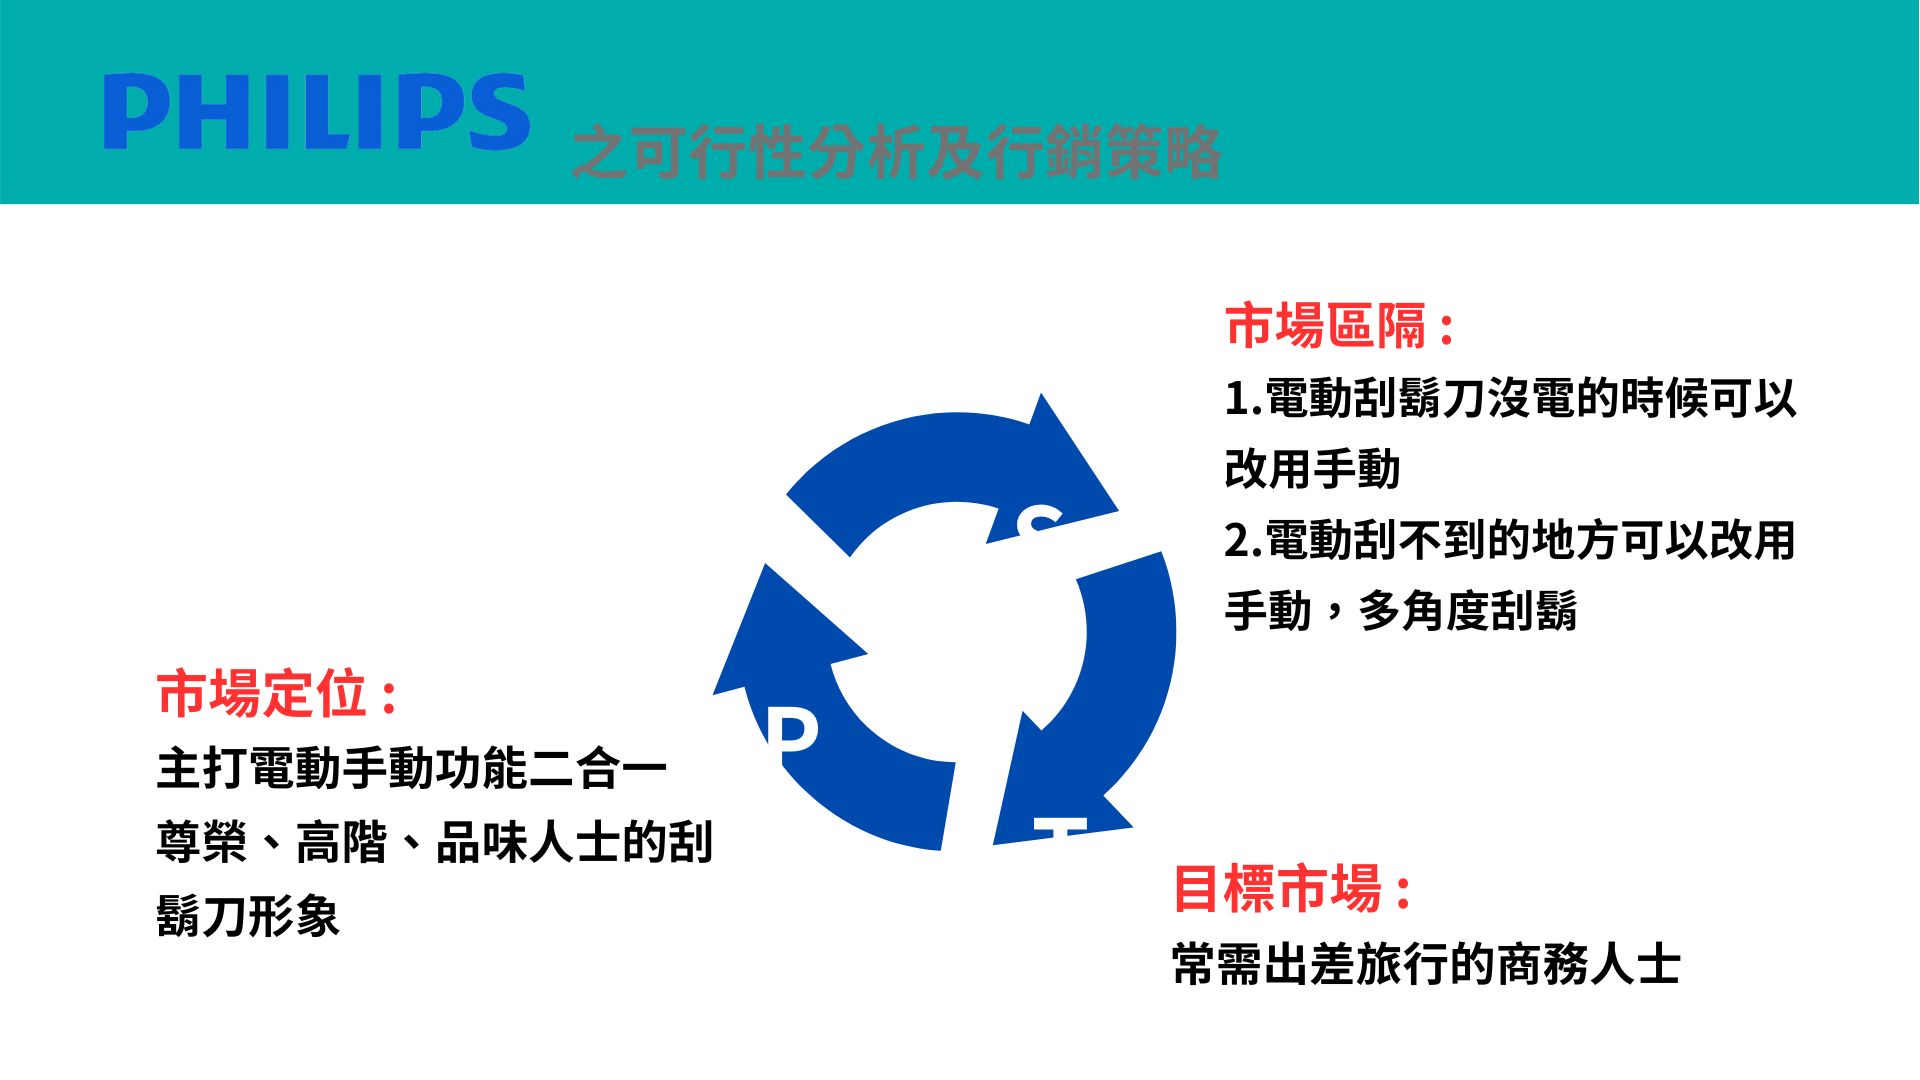 PHILIPS
之可行性分析及行銷策略
市場區隔：
1.電動刮鬍刀沒電的時候可以
改用手動
2.電動刮不到的地方可以改用
手動，多角度刮鬍
S
P
T
市場定位：
主打電動手動功能二合一
尊榮、高階、品味人士的刮
鬍刀形象
目標市場：
常需出差旅行的商務人士